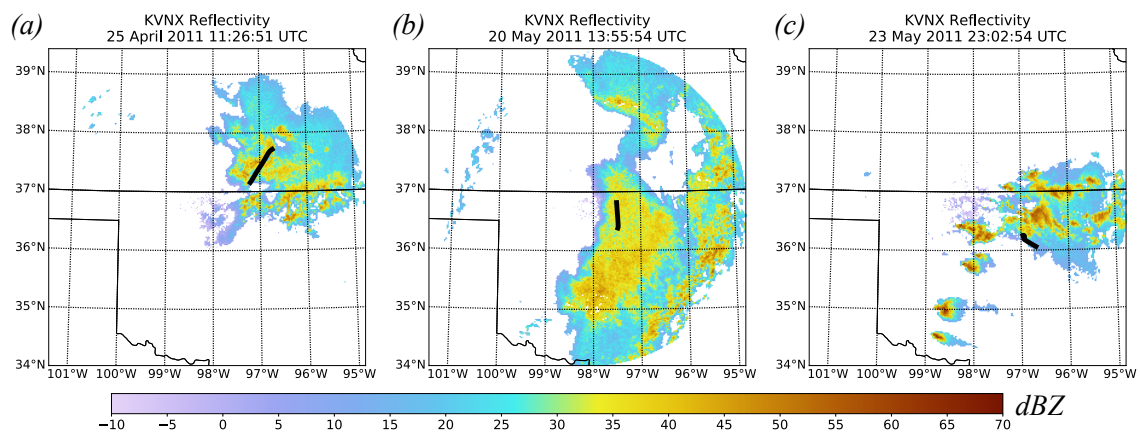 (a) KVNX Reflectivity
25 April 2011 11:26:51 UTC
39°N
38°N
37°N
36°N
35°N
34°N
101°W 100°W 99°W 98°W 97°W 96°W 95°W
(b) KVNX Reflectivity
20 May 2011 13:55:54 UTC
39°N
38°N
37°N
36°N
35°N
34°N
101°W 100°W 99°W 98°W 97°W 96°W 95°W
(c) KVNX Reflectivity
23 May 2011 23:02:54 UTC
39°N
38°N
37°N
36°N
35°N
34°N
101°W 100°W 99°W 98°W 97°W 96°W 95°W
−10 −5 0 5 10 15 20 25 30 35 40 45 50 55 60 65 70 dBZ